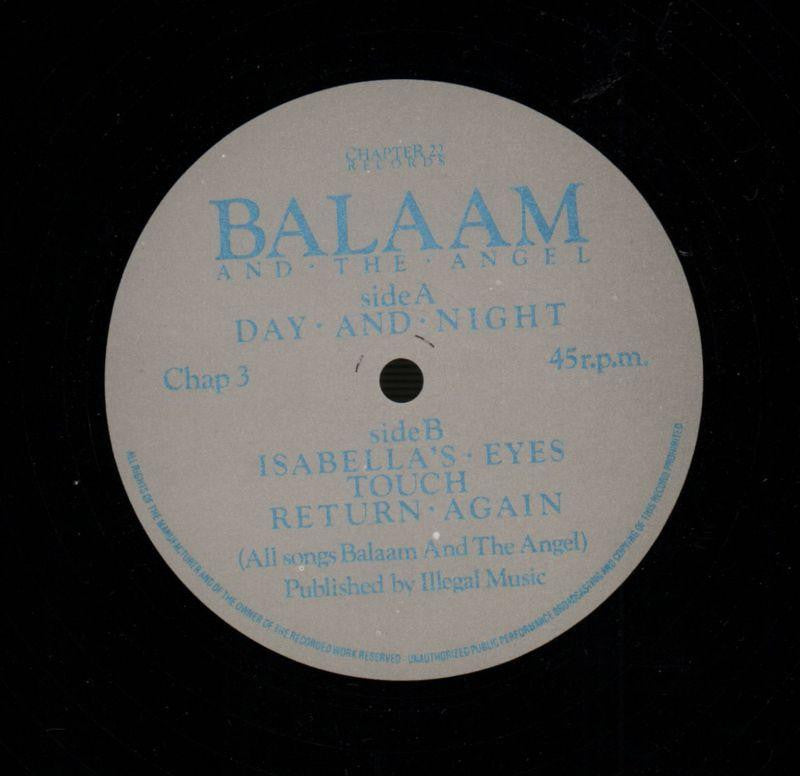 CHAPTER 22
RECORDS
BALAAM
AND · THE · ANGEL
side A
DAY · AND · NIGHT
Chap 3
45 r.p.m.
side B
ISABELLA'S · EYES
TOUCH
RETURN · AGAIN
(All songs Balaam And The Angel)
Published by Illegal Music
ALL RIGHTS OF THE MANUFACTURER AND OF THE OWNER OF THE RECORDED WORK RESERVED · UNAUTHORIZED PUBLIC PERFORMANCE BROADCASTING AND COPYING OF THIS RECORD PROHIBITED